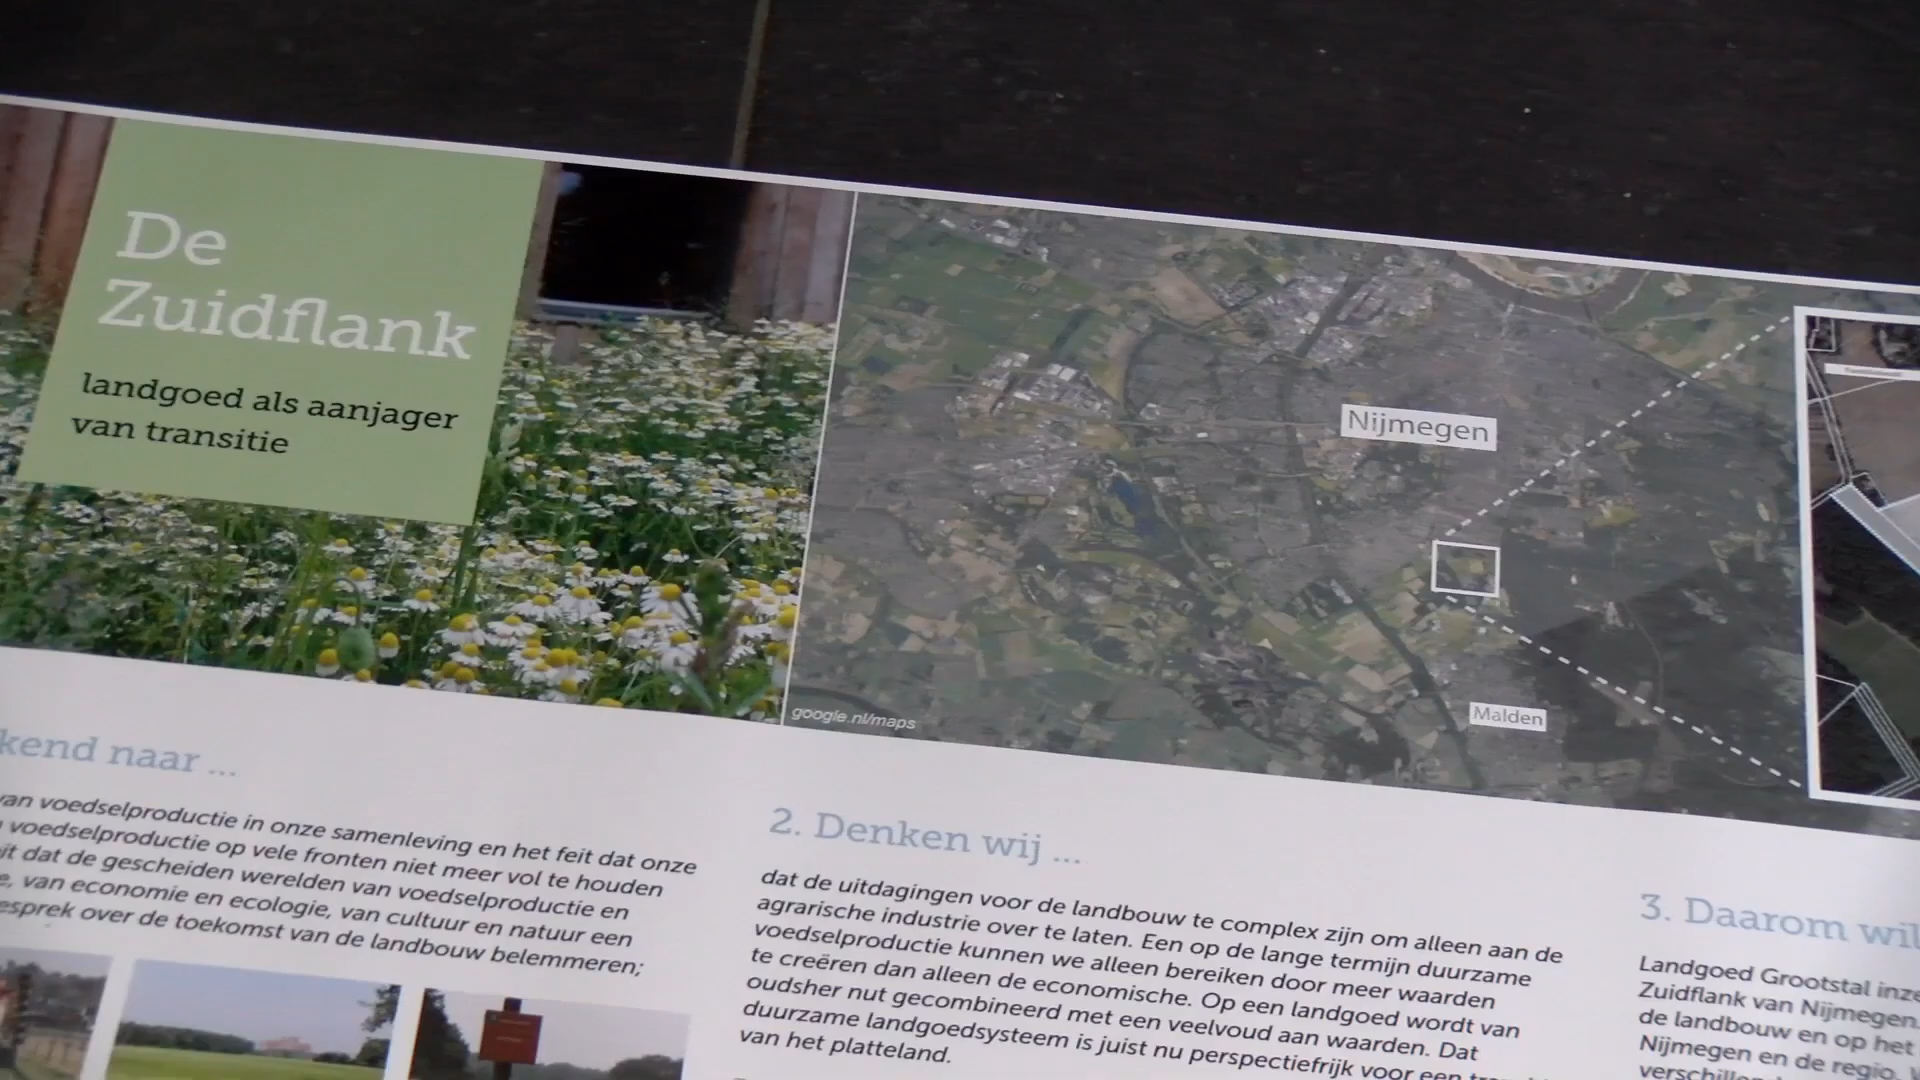 De
Zuidflank
landgoed als aanjager
van transitie
Nijmegen
Malden
google.nl/maps
kend naar ...
van voedselproductie in onze samenleving en het feit dat onze
voedselproductie op vele fronten niet meer vol te houden
it dat de gescheiden werelden van voedselproductie en
e, van economie en ecologie, van cultuur en natuur een
esprek over de toekomst van de landbouw belemmeren;
2. Denken wij ...
dat de uitdagingen voor de landbouw te complex zijn om alleen aan de
agrarische industrie over te laten. Een op de lange termijn duurzame
voedselproductie kunnen we alleen bereiken door meer waarden
te creëren dan alleen de economische. Op een landgoed wordt van
oudsher nut gecombineerd met een veelvoud aan waarden. Dat
duurzame landgoedsysteem is juist nu perspectiefrijk voor een
van het platteland.
3. Daarom wil
Landgoed Grootstal inze
Zuidflank van Nijmegen.
de landbouw en op het
Nijmegen en de regio.